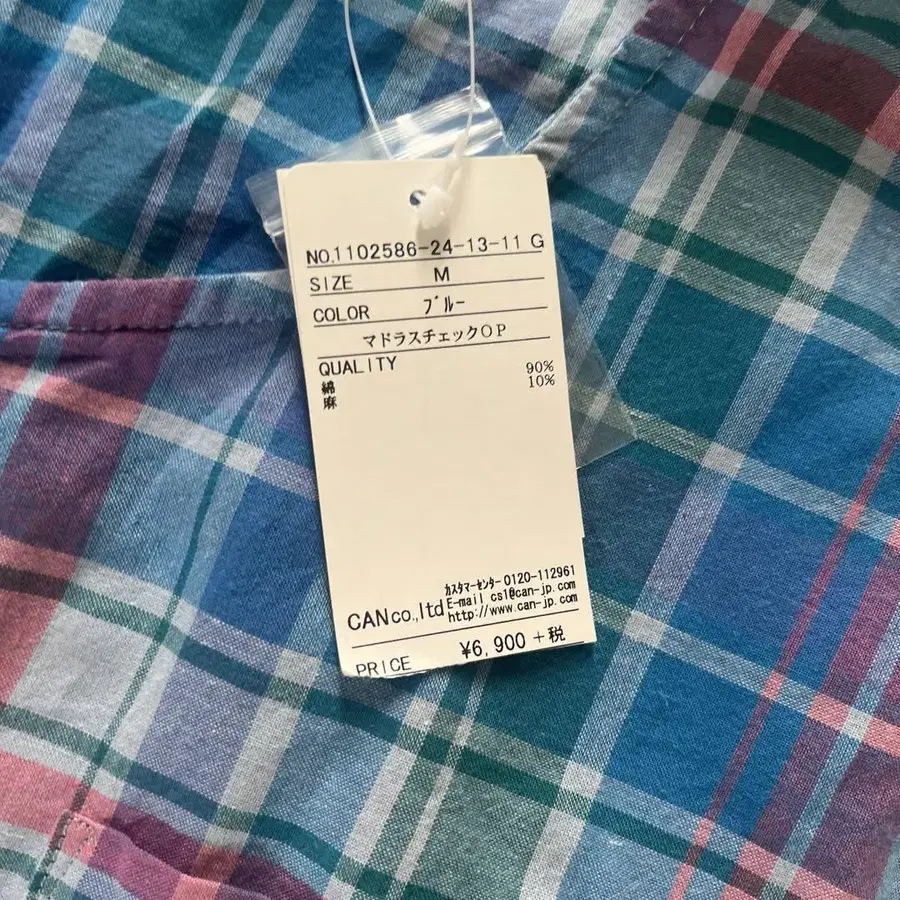 NO.1102586-24-13-11 G
SIZE M
COLOR ブルー
マドラスチェックOP
QUALITY
綿 90%
麻 10%
カスタマーセンター 0120-112961
E-mail cs1@can-jp.com
CANco.,ltd http://www.can-jp.com
PRICE ¥6,900 +税